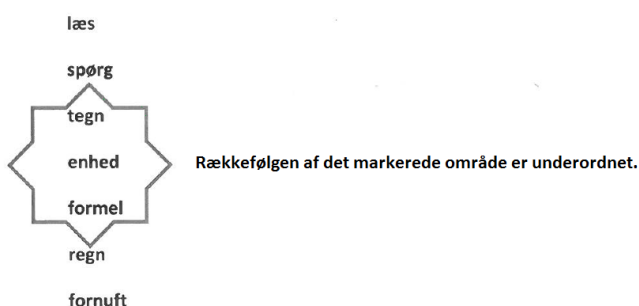 læs
spørg
tegn
enhed
Rækkefølgen af det markerede område er underordnet.
formel
regn
fornuft